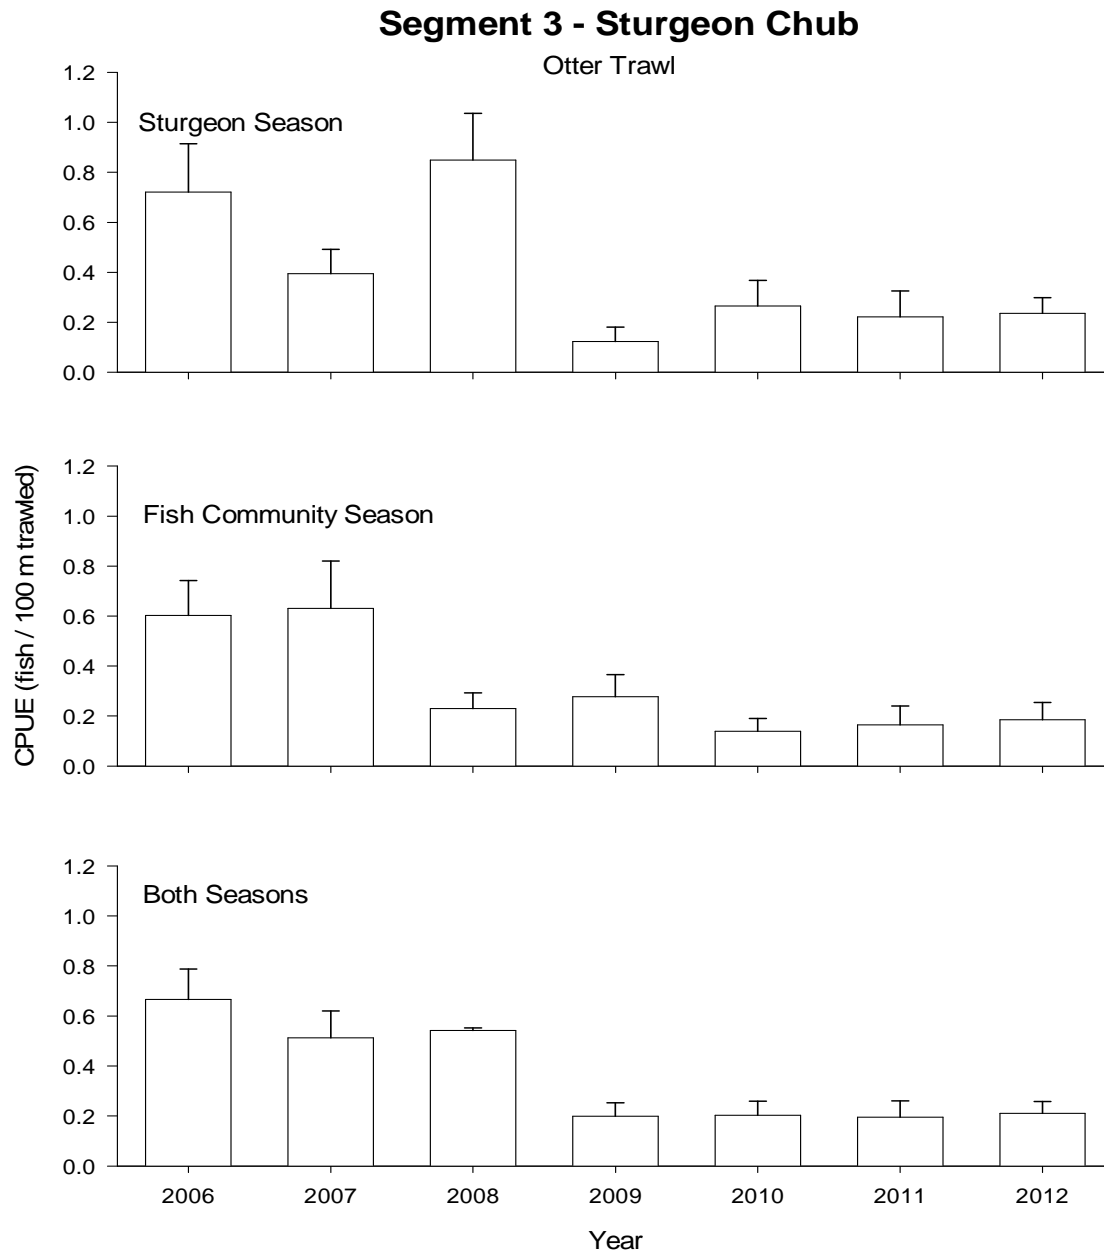 Segment 3 - Sturgeon Chub
Otter Trawl
1.2
1.0
0.8
0.6
0.4
0.2
0.0
Sturgeon Season
CPUE (fish / 100 m trawled)
1.2
1.0
0.8
0.6
0.4
0.2
0.0
Fish Community Season
1.2
1.0
0.8
0.6
0.4
0.2
0.0
Both Seasons
2006 2007 2008 2009 2010 2011 2012
Year